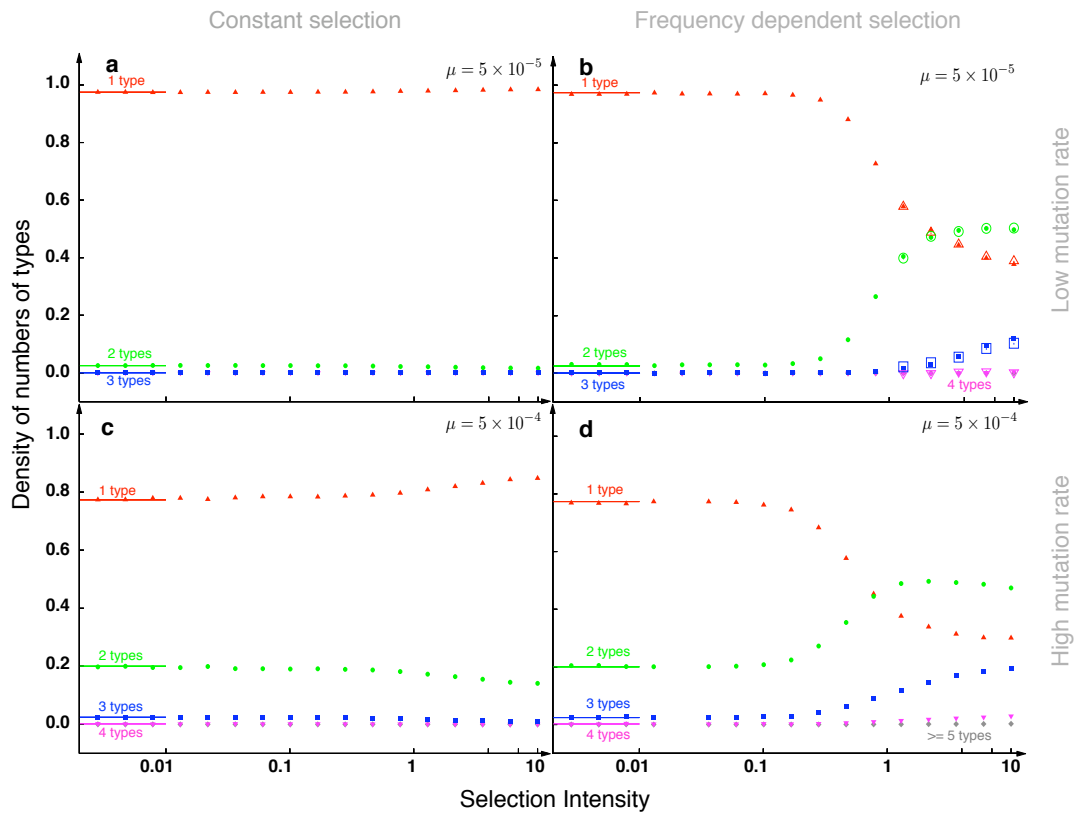 Constant selection
Frequency dependent selection
a
μ = 5 × 10⁻⁵
1 type
2 types
3 types
1.0
0.8
0.6
0.4
0.2
0.0
b
μ = 5 × 10⁻⁵
1 type
2 types
3 types
4 types
Low mutation rate
Density of numbers of types
c
μ = 5 × 10⁻⁴
1 type
2 types
3 types
4 types
1.0
0.8
0.6
0.4
0.2
0.0
0.01
0.1
1
10
d
μ = 5 × 10⁻⁴
1 type
2 types
3 types
4 types
>= 5 types
0.01
0.1
1
10
High mutation rate
Selection Intensity